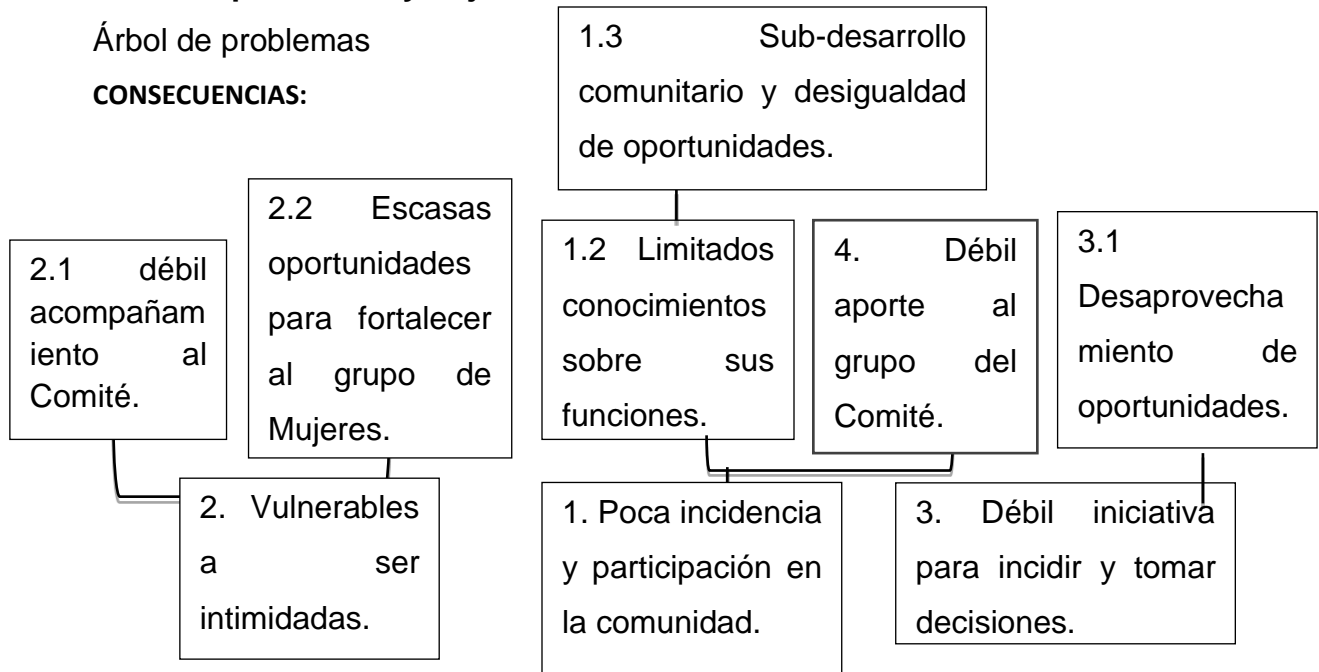 Árbol de problemas
CONSECUENCIAS:
1.3 Sub-desarrollo
comunitario y desigualdad
de oportunidades.
2.1 débil
acompañam
iento al
Comité.
2.2 Escasas
oportunidades
para fortalecer
al grupo de
Mujeres.
1.2 Limitados
conocimientos
sobre sus
funciones.
4. Débil
aporte al
grupo del
Comité.
3.1
Desaprovecha
miento de
oportunidades.
2. Vulnerables
a ser
intimidadas.
1. Poca incidencia
y participación en
la comunidad.
3. Débil iniciativa
para incidir y tomar
decisiones.